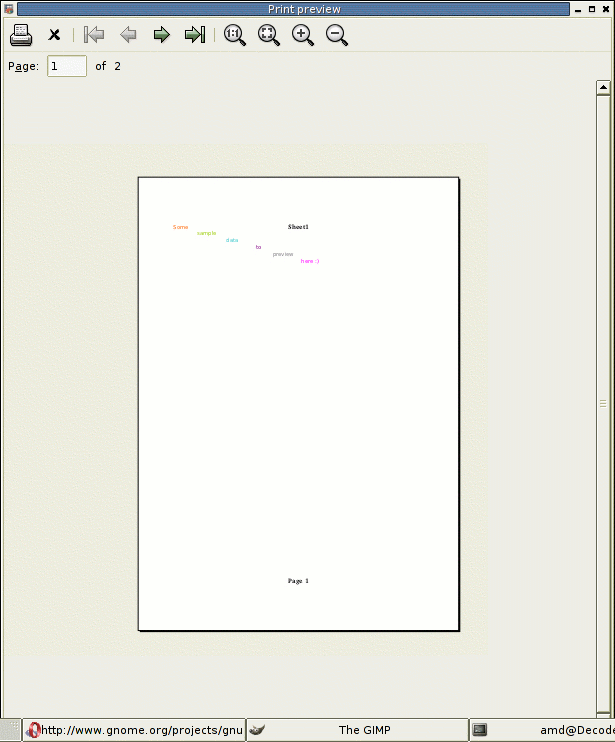 Print preview
1:1
Page: 1 of 2
Some
Sheet1
sample
data
to
preview
here :)
Page 1
http://www.gnome.org/projects/gnu
The GIMP
amd@Decod